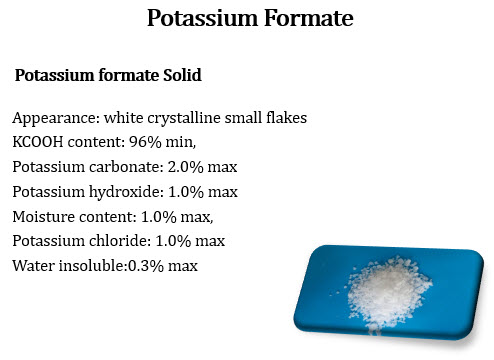 Potassium Formate
Potassium formate Solid
Appearance: white crystalline small flakes
KCOOH content: 96% min,
Potassium carbonate: 2.0% max
Potassium hydroxide: 1.0% max
Moisture content: 1.0% max,
Potassium chloride: 1.0% max
Water insoluble:0.3% max